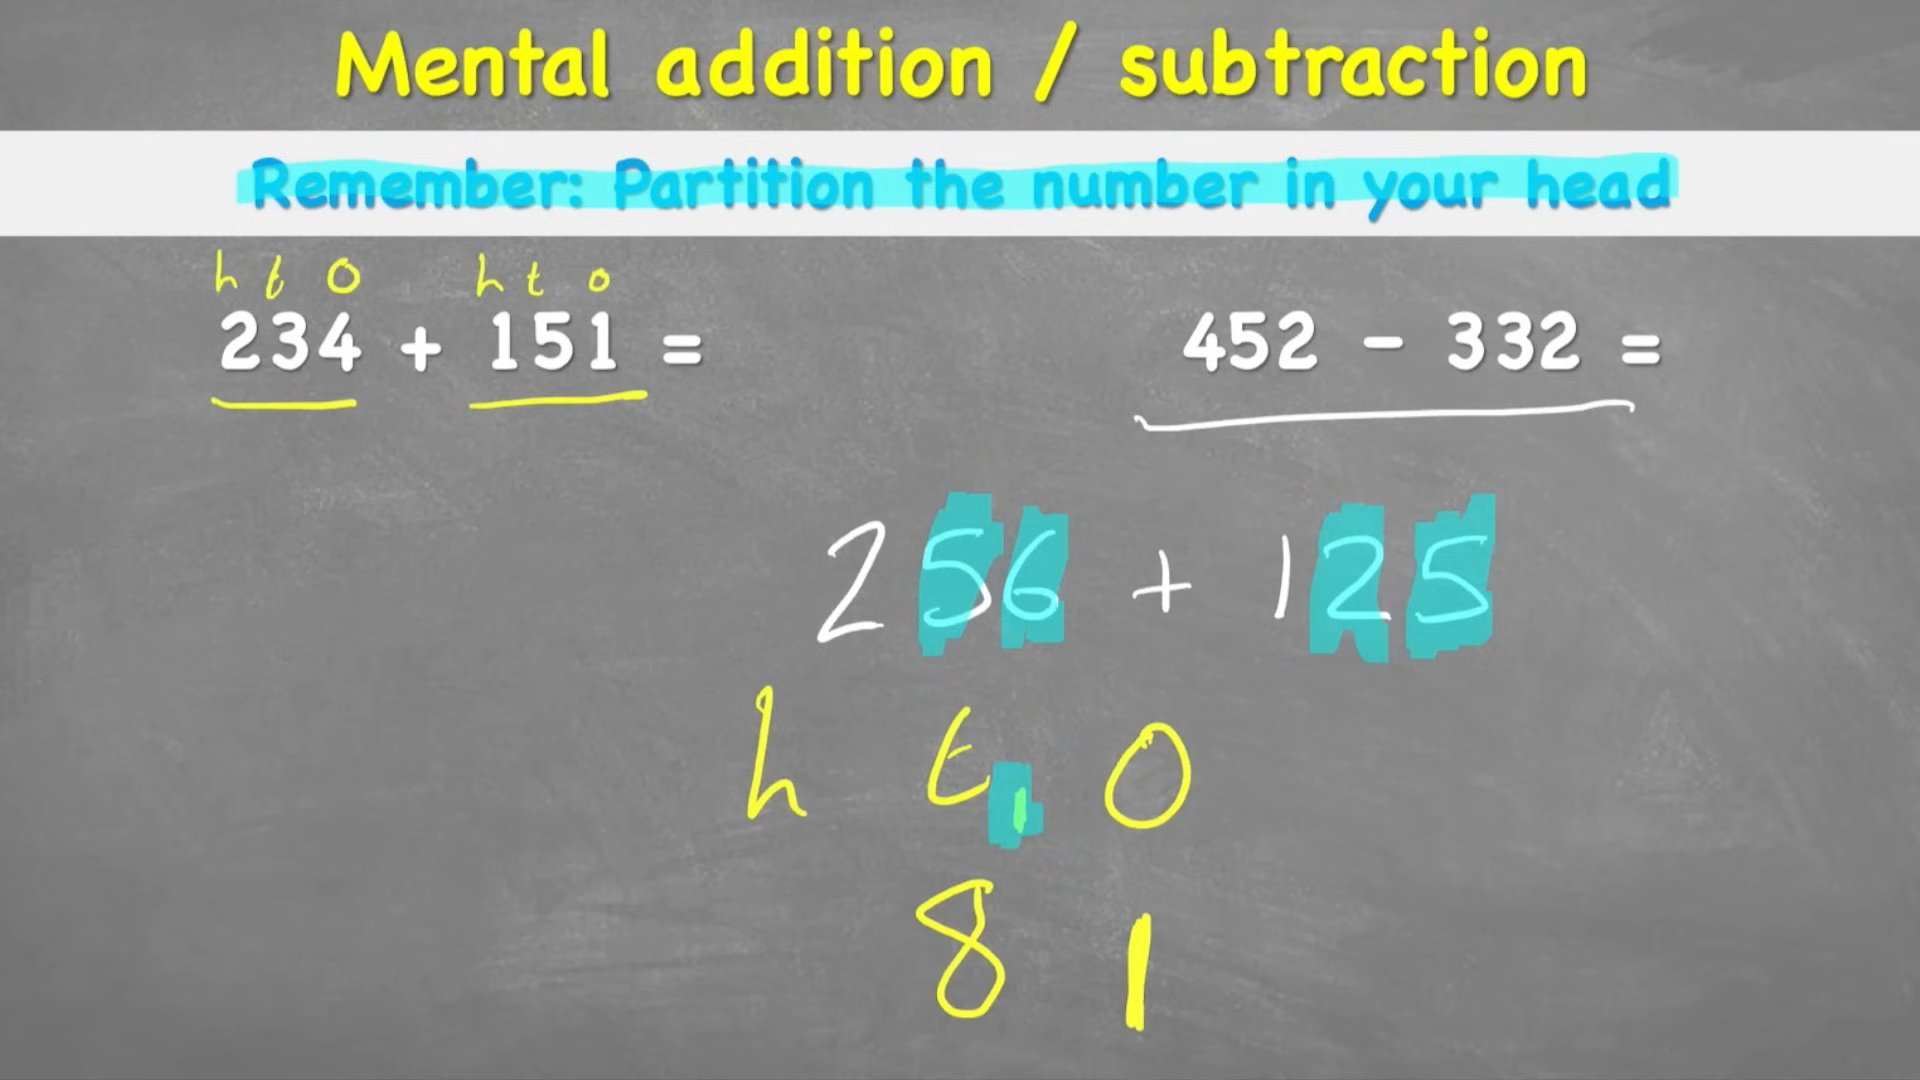 Mental addition / subtraction
Remember: Partition the number in your head
h t o h t o
234 + 151 = 452 - 332 =
256 + 125
h t 1 o
8 1